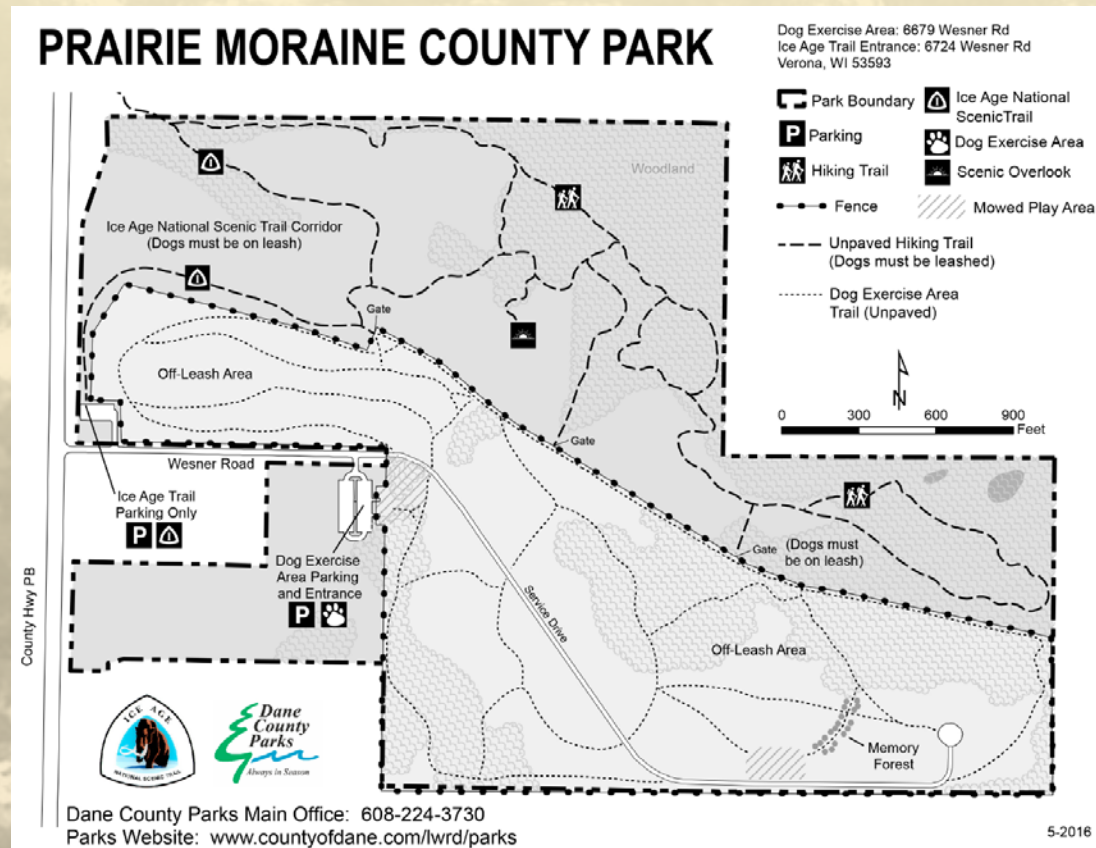 PRAIRIE MORAINE COUNTY PARK
Dog Exercise Area: 6679 Wesner Rd
Ice Age Trail Entrance: 6724 Wesner Rd
Verona, WI 53593
Park Boundary
Ice Age National
ScenicTrail
P
Parking
Dog Exercise Area
Hiking Trail
Scenic Overlook
Fence
Mowed Play Area
Unpaved Hiking Trail
(Dogs must be leashed)
Dog Exercise Area
Trail (Unpaved)
N
0 300 600 900
Feet
Woodland
Ice Age National Scenic Trail Corridor
(Dogs must be on leash)
Gate
Off-Leash Area
Gate
Wesner Road
Ice Age Trail
Parking Only
P
Dog Exercise
Area Parking
and Entrance
P
Service Drive
Gate
(Dogs must
be on leash)
Off-Leash Area
Memory
Forest
County Hwy PB
ICE AGE
NATIONAL SCENIC TRAIL
Dane
County
Parks
Always in Season
Dane County Parks Main Office: 608-224-3730
Parks Website: www.countyofdane.com/lwrd/parks
5-2016